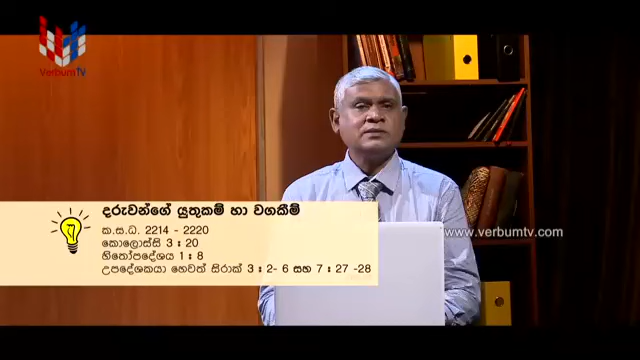 VerbumTV
දරුවන්ගේ යුතුකම් හා වගකීම්
ක.ස.ධ. 2214 - 2220
කොලොස්සි 3 : 20
හිතෝපදේශය 1 : 8
උපදේශකයා හෙවත් සිරාක් 3 : 2- 6 සහ 7 : 27 -28
www.verbumtv.com